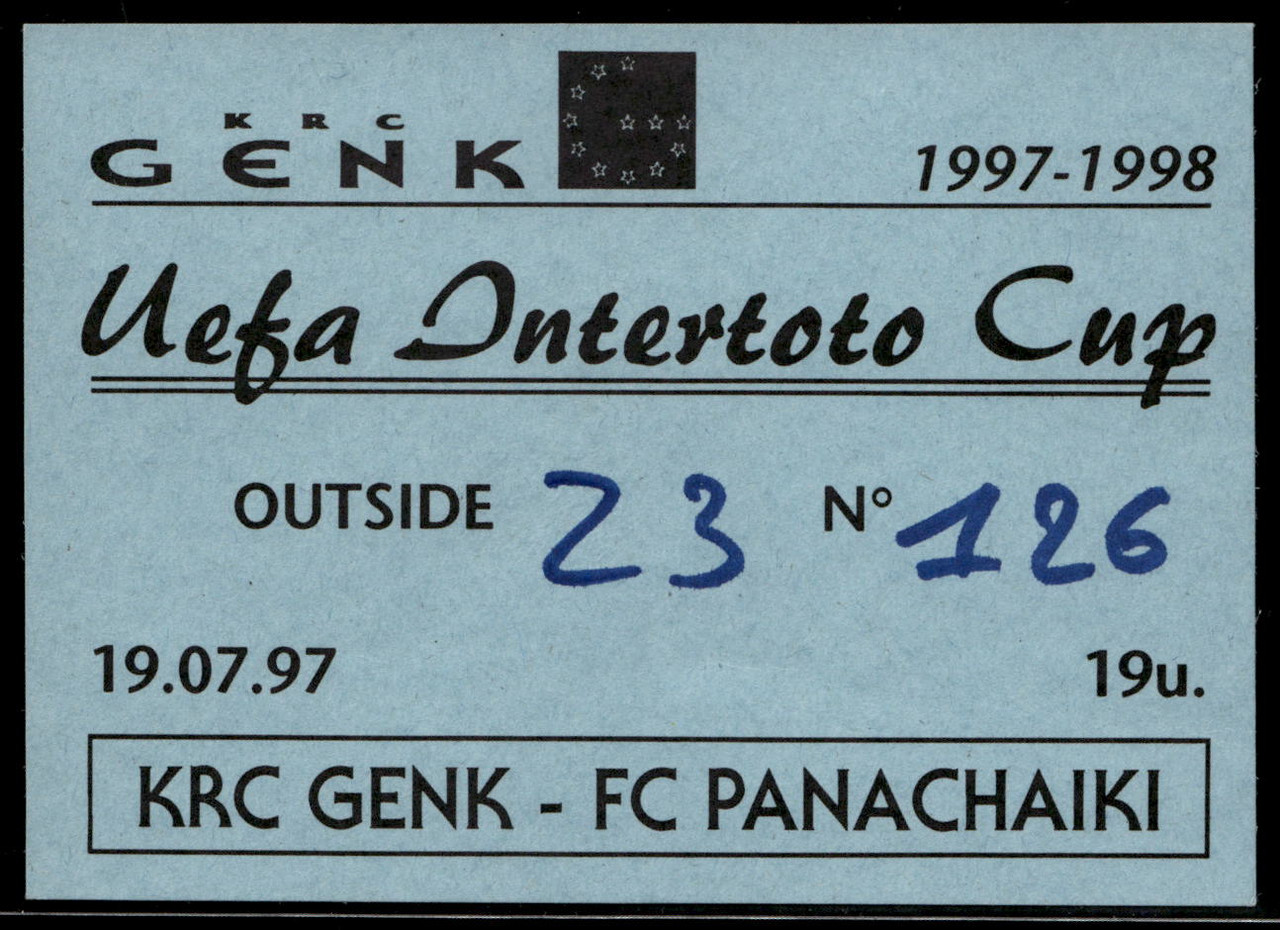 KRC
GENK
1997-1998
Uefa Intertoto Cup
OUTSIDE 23 N° 126
19.07.97 19u.
KRC GENK - FC PANACHAIKI